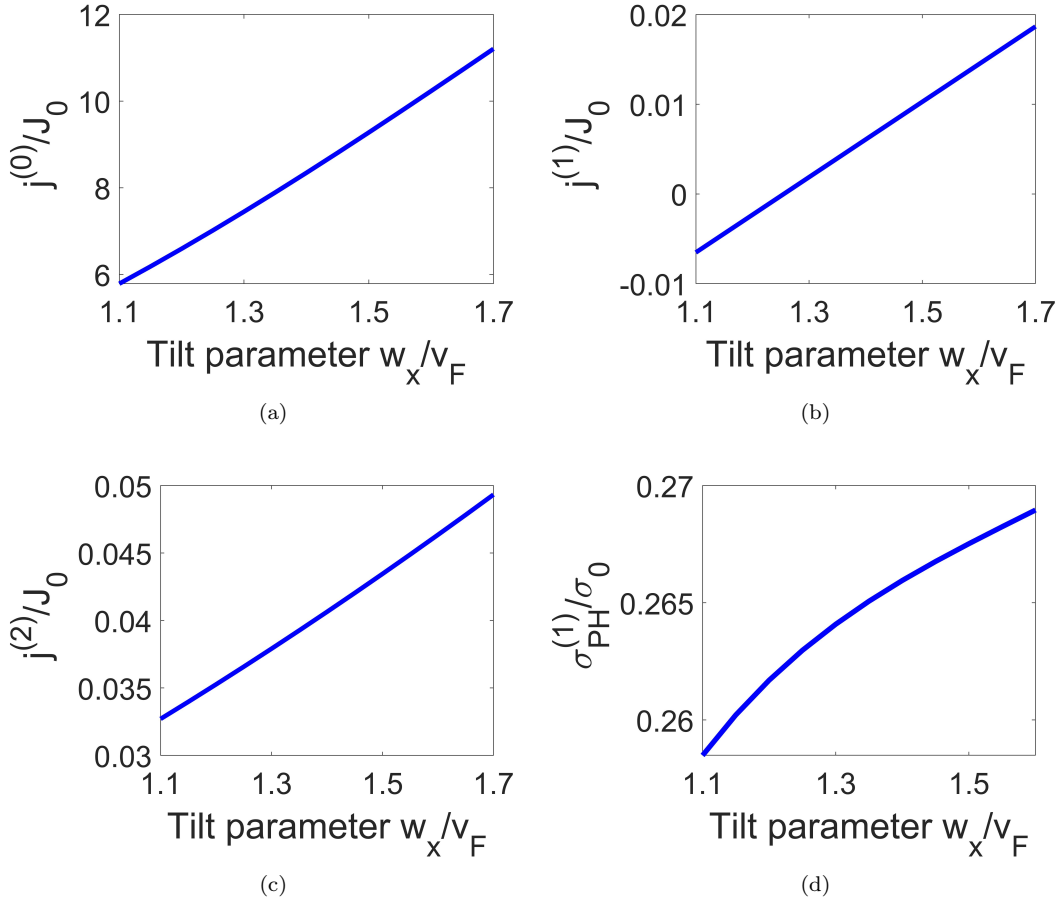 12
10
8
6
j^(0)/J_0
1.1 1.3 1.5 1.7
Tilt parameter w_x/v_F
(a)
0.02
0.01
0
-0.01
j^(1)/J_0
1.1 1.3 1.5 1.7
Tilt parameter w_x/v_F
(b)
0.05
0.045
0.04
0.035
0.03
j^(2)/J_0
1.1 1.3 1.5 1.7
Tilt parameter w_x/v_F
(c)
0.27
0.265
0.26
σ_PH^(1)/σ_0
1.1 1.3 1.5
Tilt parameter w_x/v_F
(d)